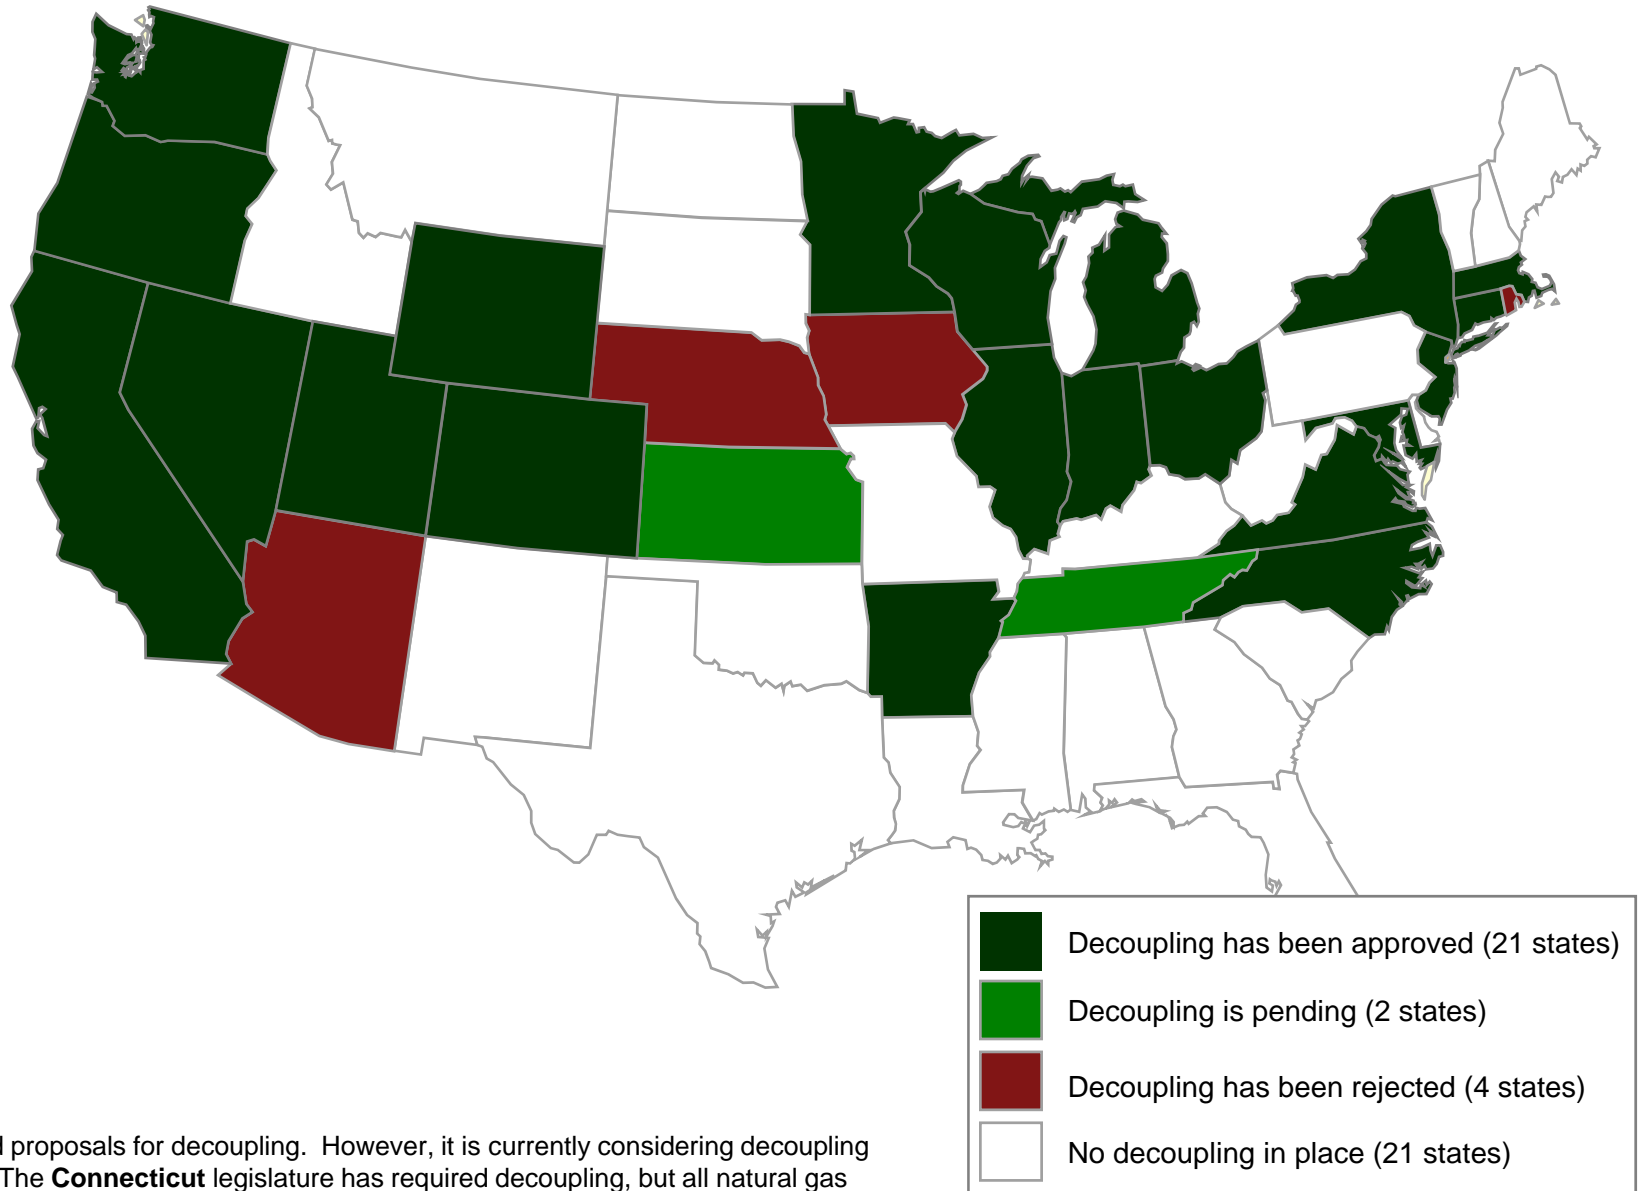 Decoupling has been approved (21 states)
Decoupling is pending (2 states)
Decoupling has been rejected (4 states)
No decoupling in place (21 states)
proposals for decoupling.  However, it is currently considering decoupling
The Connecticut legislature has required decoupling, but all natural gas